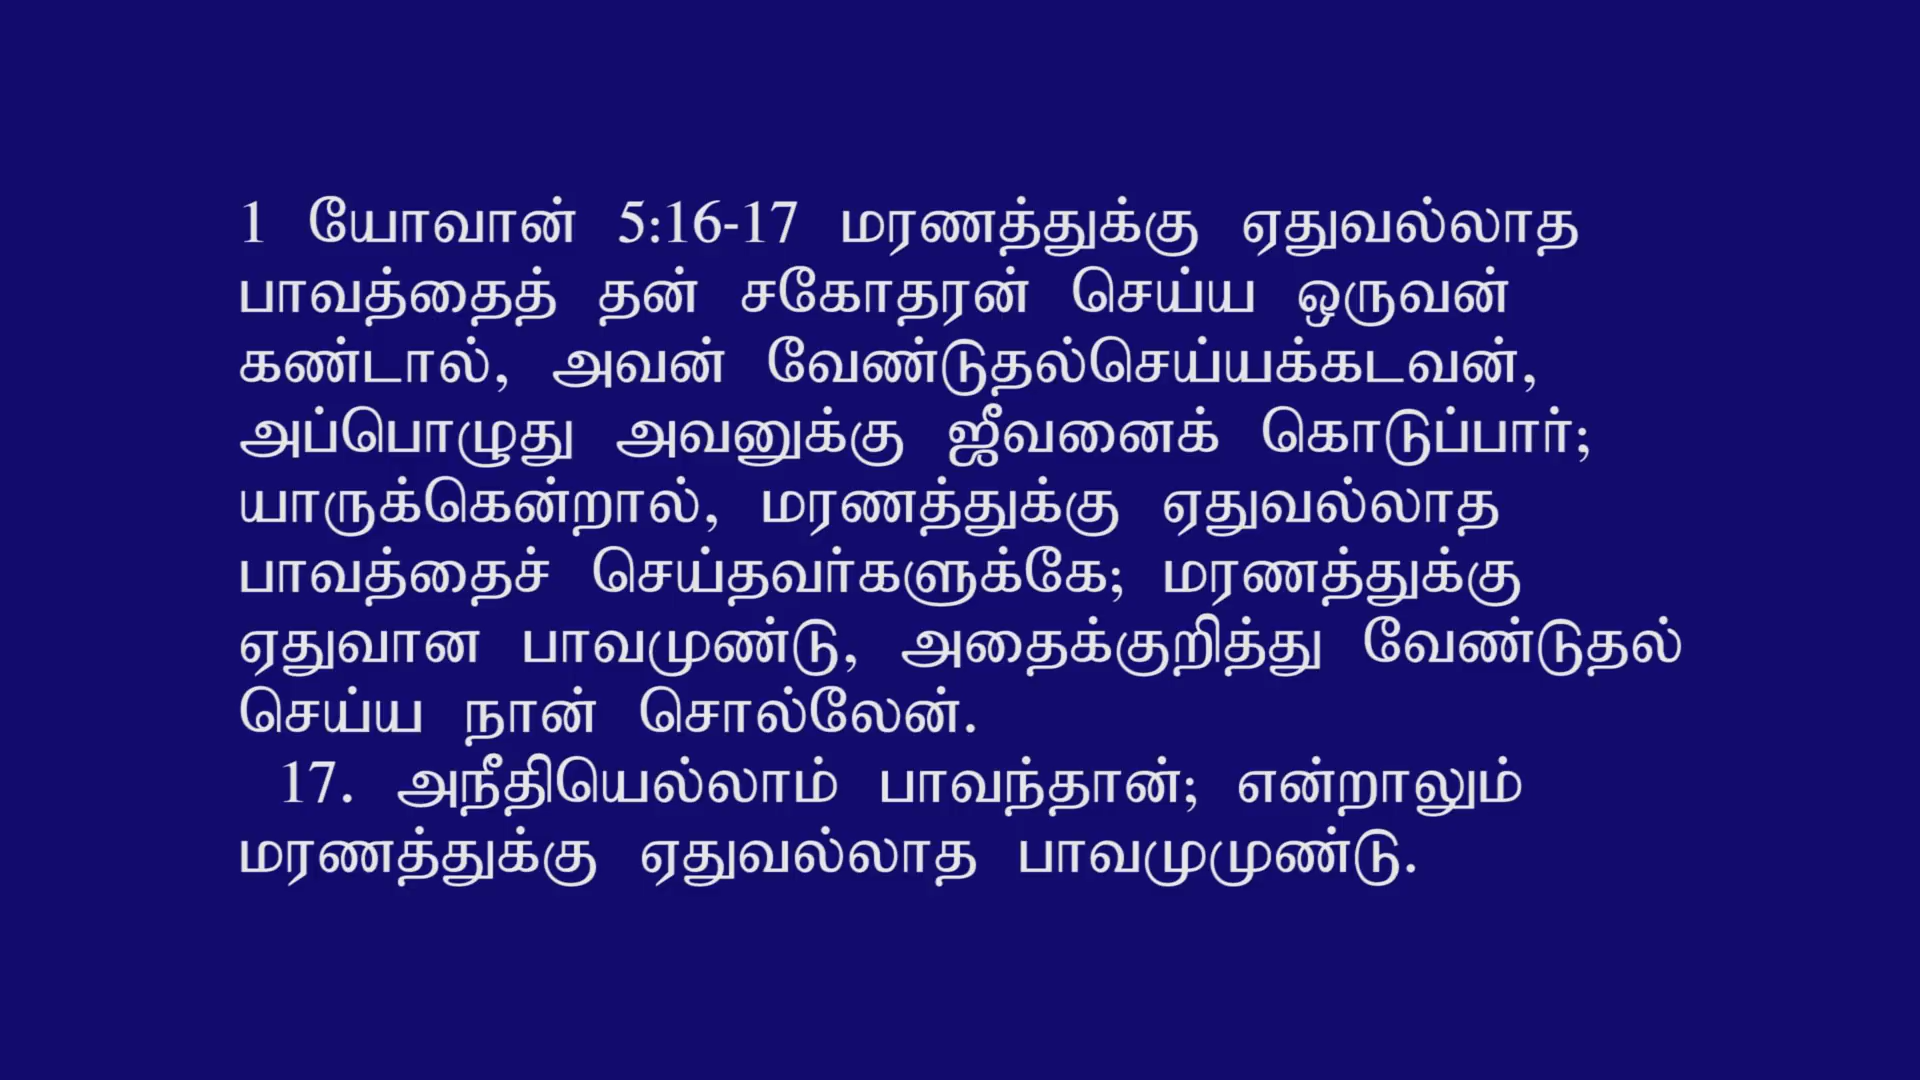 1 யோவான் 5:16-17 மரணத்துக்கு ஏதுவல்லாத
பாவத்தைத் தன் சகோதரன் செய்ய ஒருவன்
கண்டால், அவன் வேண்டுதல்செய்யக்கடவன்,
அப்பொழுது அவனுக்கு ஜீவனைக் கொடுப்பார்;
யாருக்கென்றால், மரணத்துக்கு ஏதுவல்லாத
பாவத்தைச் செய்தவர்களுக்கே; மரணத்துக்கு
ஏதுவான பாவமுண்டு, அதைக்குறித்து வேண்டுதல்
செய்ய நான் சொல்லேன்.
17. அநீதியெல்லாம் பாவந்தான்; என்றாலும்
மரணத்துக்கு ஏதுவல்லாத பாவமுமுண்டு.